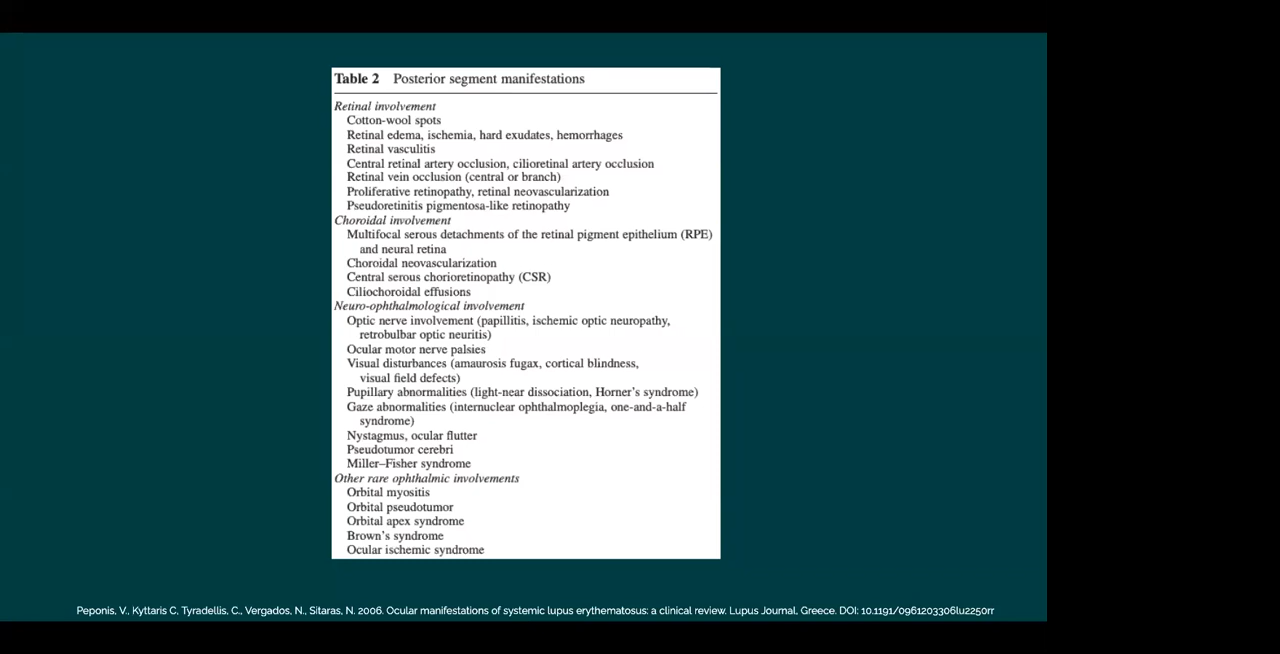 Table 2 Posterior segment manifestations
Retinal involvement
Cotton-wool spots
Retinal edema, ischemia, hard exudates, hemorrhages
Retinal vasculitis
Central retinal artery occlusion, cilioretinal artery occlusion
Retinal vein occlusion (central or branch)
Proliferative retinopathy, retinal neovascularization
Pseudoretinitis pigmentosa-like retinopathy
Choroidal involvement
Multifocal serous detachments of the retinal pigment epithelium (RPE)
and neural retina
Choroidal neovascularization
Central serous chorioretinopathy (CSR)
Ciliochoroidal effusions
Neuro-ophthalmological involvement
Optic nerve involvement (papillitis, ischemic optic neuropathy,
retrobulbar optic neuritis)
Ocular motor nerve palsies
Visual disturbances (amaurosis fugax, cortical blindness,
visual field defects)
Pupillary abnormalities (light-near dissociation, Horner's syndrome)
Gaze abnormalities (internuclear ophthalmoplegia, one-and-a-half
syndrome)
Nystagmus, ocular flutter
Pseudotumor cerebri
Miller–Fisher syndrome
Other rare ophthalmic involvements
Orbital myositis
Orbital pseudotumor
Orbital apex syndrome
Brown's syndrome
Ocular ischemic syndrome
Peponis, V., Kyttaris C, Tyradellis, C., Vergados, N., Sitaras, N. 2006. Ocular manifestations of systemic lupus erythematosus: a clinical review. Lupus Journal, Greece. DOI: 10.1191/0961203306lu2250rr